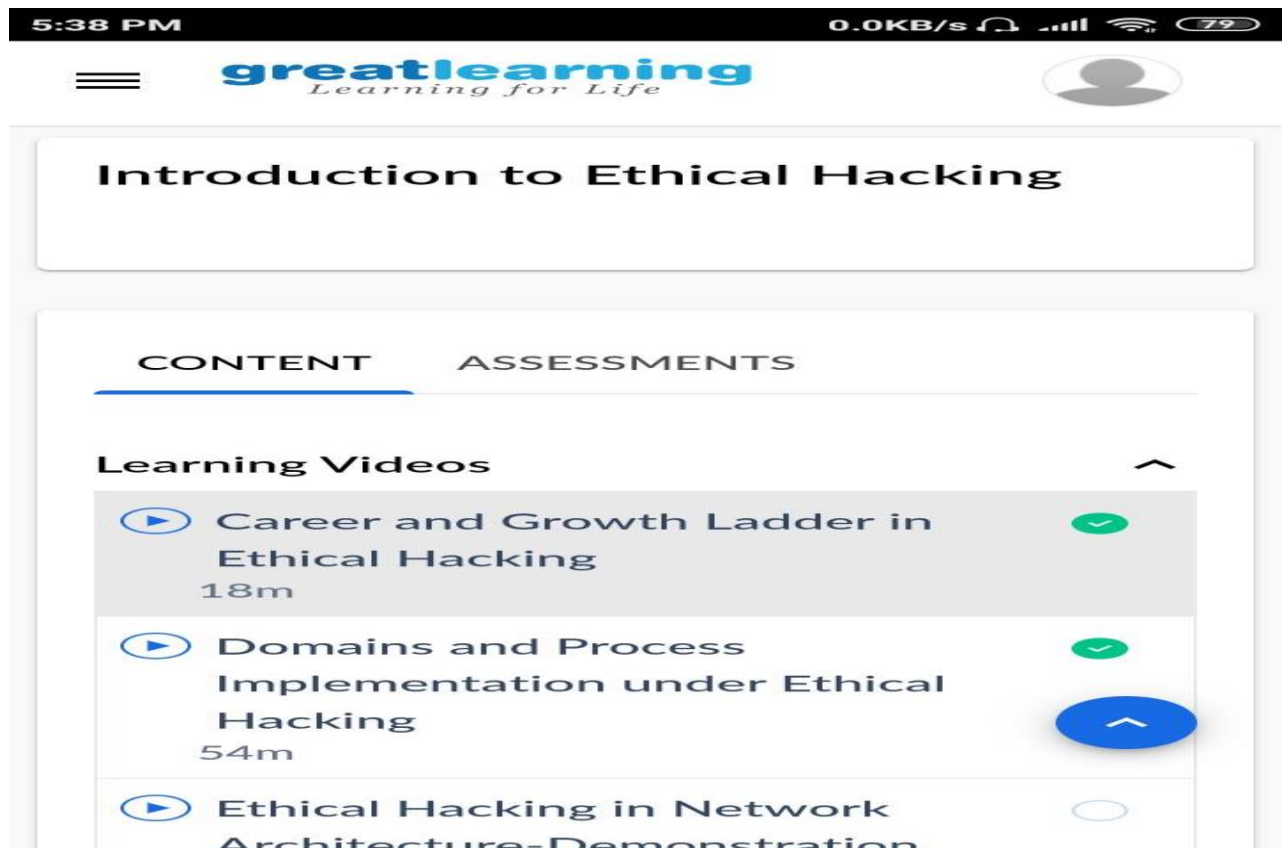 5:38 PM 0.0KB/s 79
greatlearning
Learning for Life
Introduction to Ethical Hacking
CONTENT ASSESSMENTS
Learning Videos
Career and Growth Ladder in
Ethical Hacking
18m
Domains and Process
Implementation under Ethical
Hacking
54m
Ethical Hacking in Network
Architecture-Demonstration